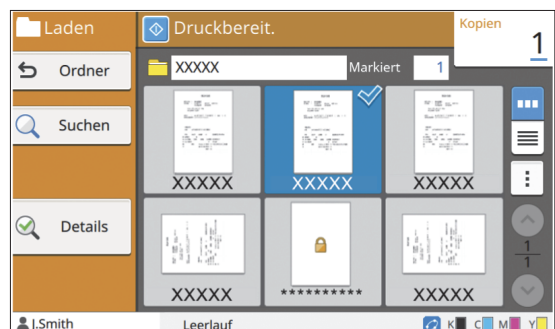 Laden
Druckbereit.
Kopien
1
Ordner
XXXXX
Markiert 1
Suchen
XXXXX XXXXX XXXXX
Details
1
1
XXXXX ********** XXXXX
J.Smith
Leerlauf
K C M Y